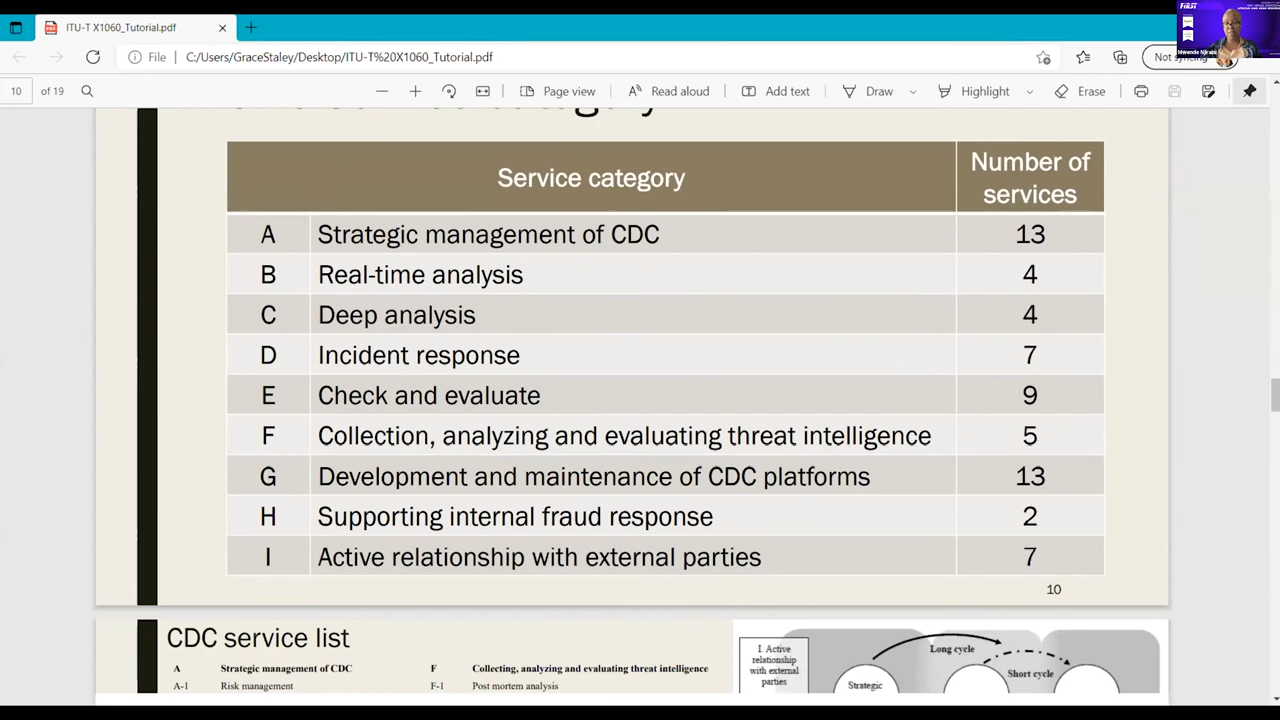 ITU-T X1060_Tutorial.pdf
File C:/Users/GraceStaley/Desktop/ITU-T%20X1060_Tutorial.pdf
Not syncing
FIRST
Mwende Njiraini
10 of 19 Page view Read aloud Add text Draw Highlight Erase
Service category Number of services
A Strategic management of CDC 13
B Real-time analysis 4
C Deep analysis 4
D Incident response 7
E Check and evaluate 9
F Collection, analyzing and evaluating threat intelligence 5
G Development and maintenance of CDC platforms 13
H Supporting internal fraud response 2
I Active relationship with external parties 7
10
CDC service list
A Strategic management of CDC F Collecting, analyzing and evaluating threat intelligence
A-1 Risk management F-1 Post mortem analysis
I. Active
relationship
with external
parties
Long cycle
Short cycle
Strategic